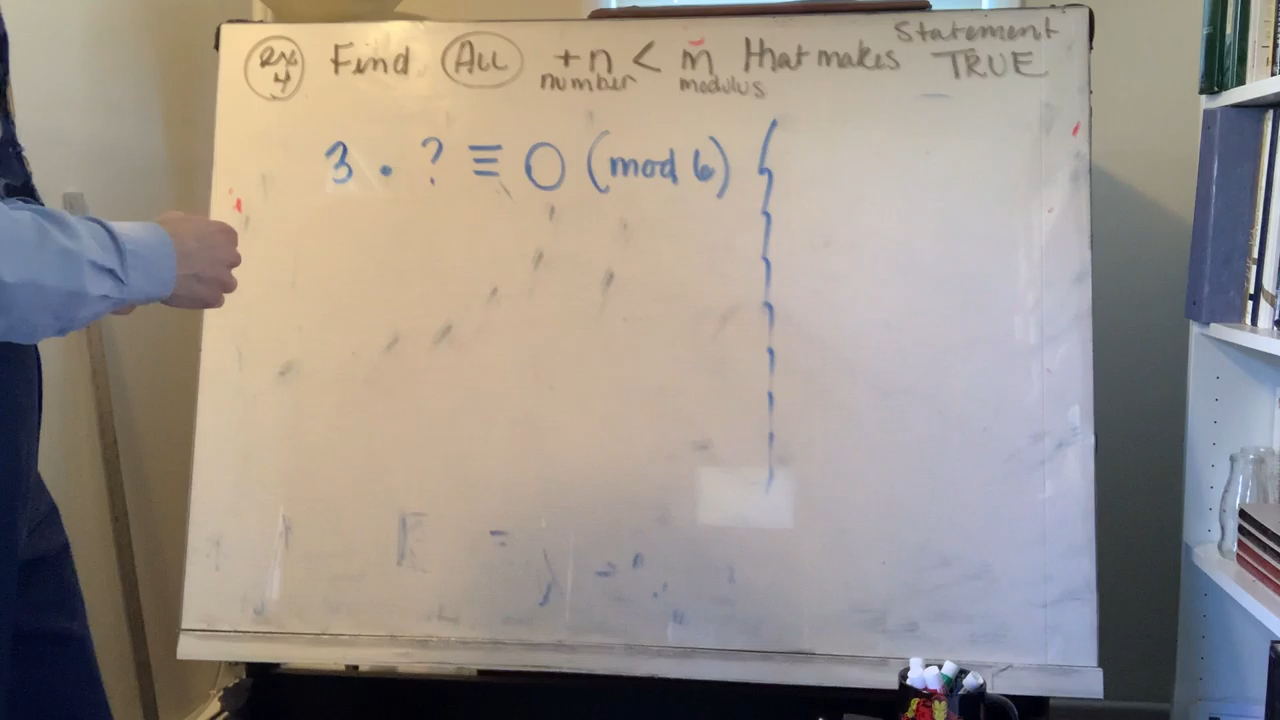 Ex 4 Find ALL +n < m that makes Statement TRUE
number modulus
3 · ? ≡ 0 (mod 6)